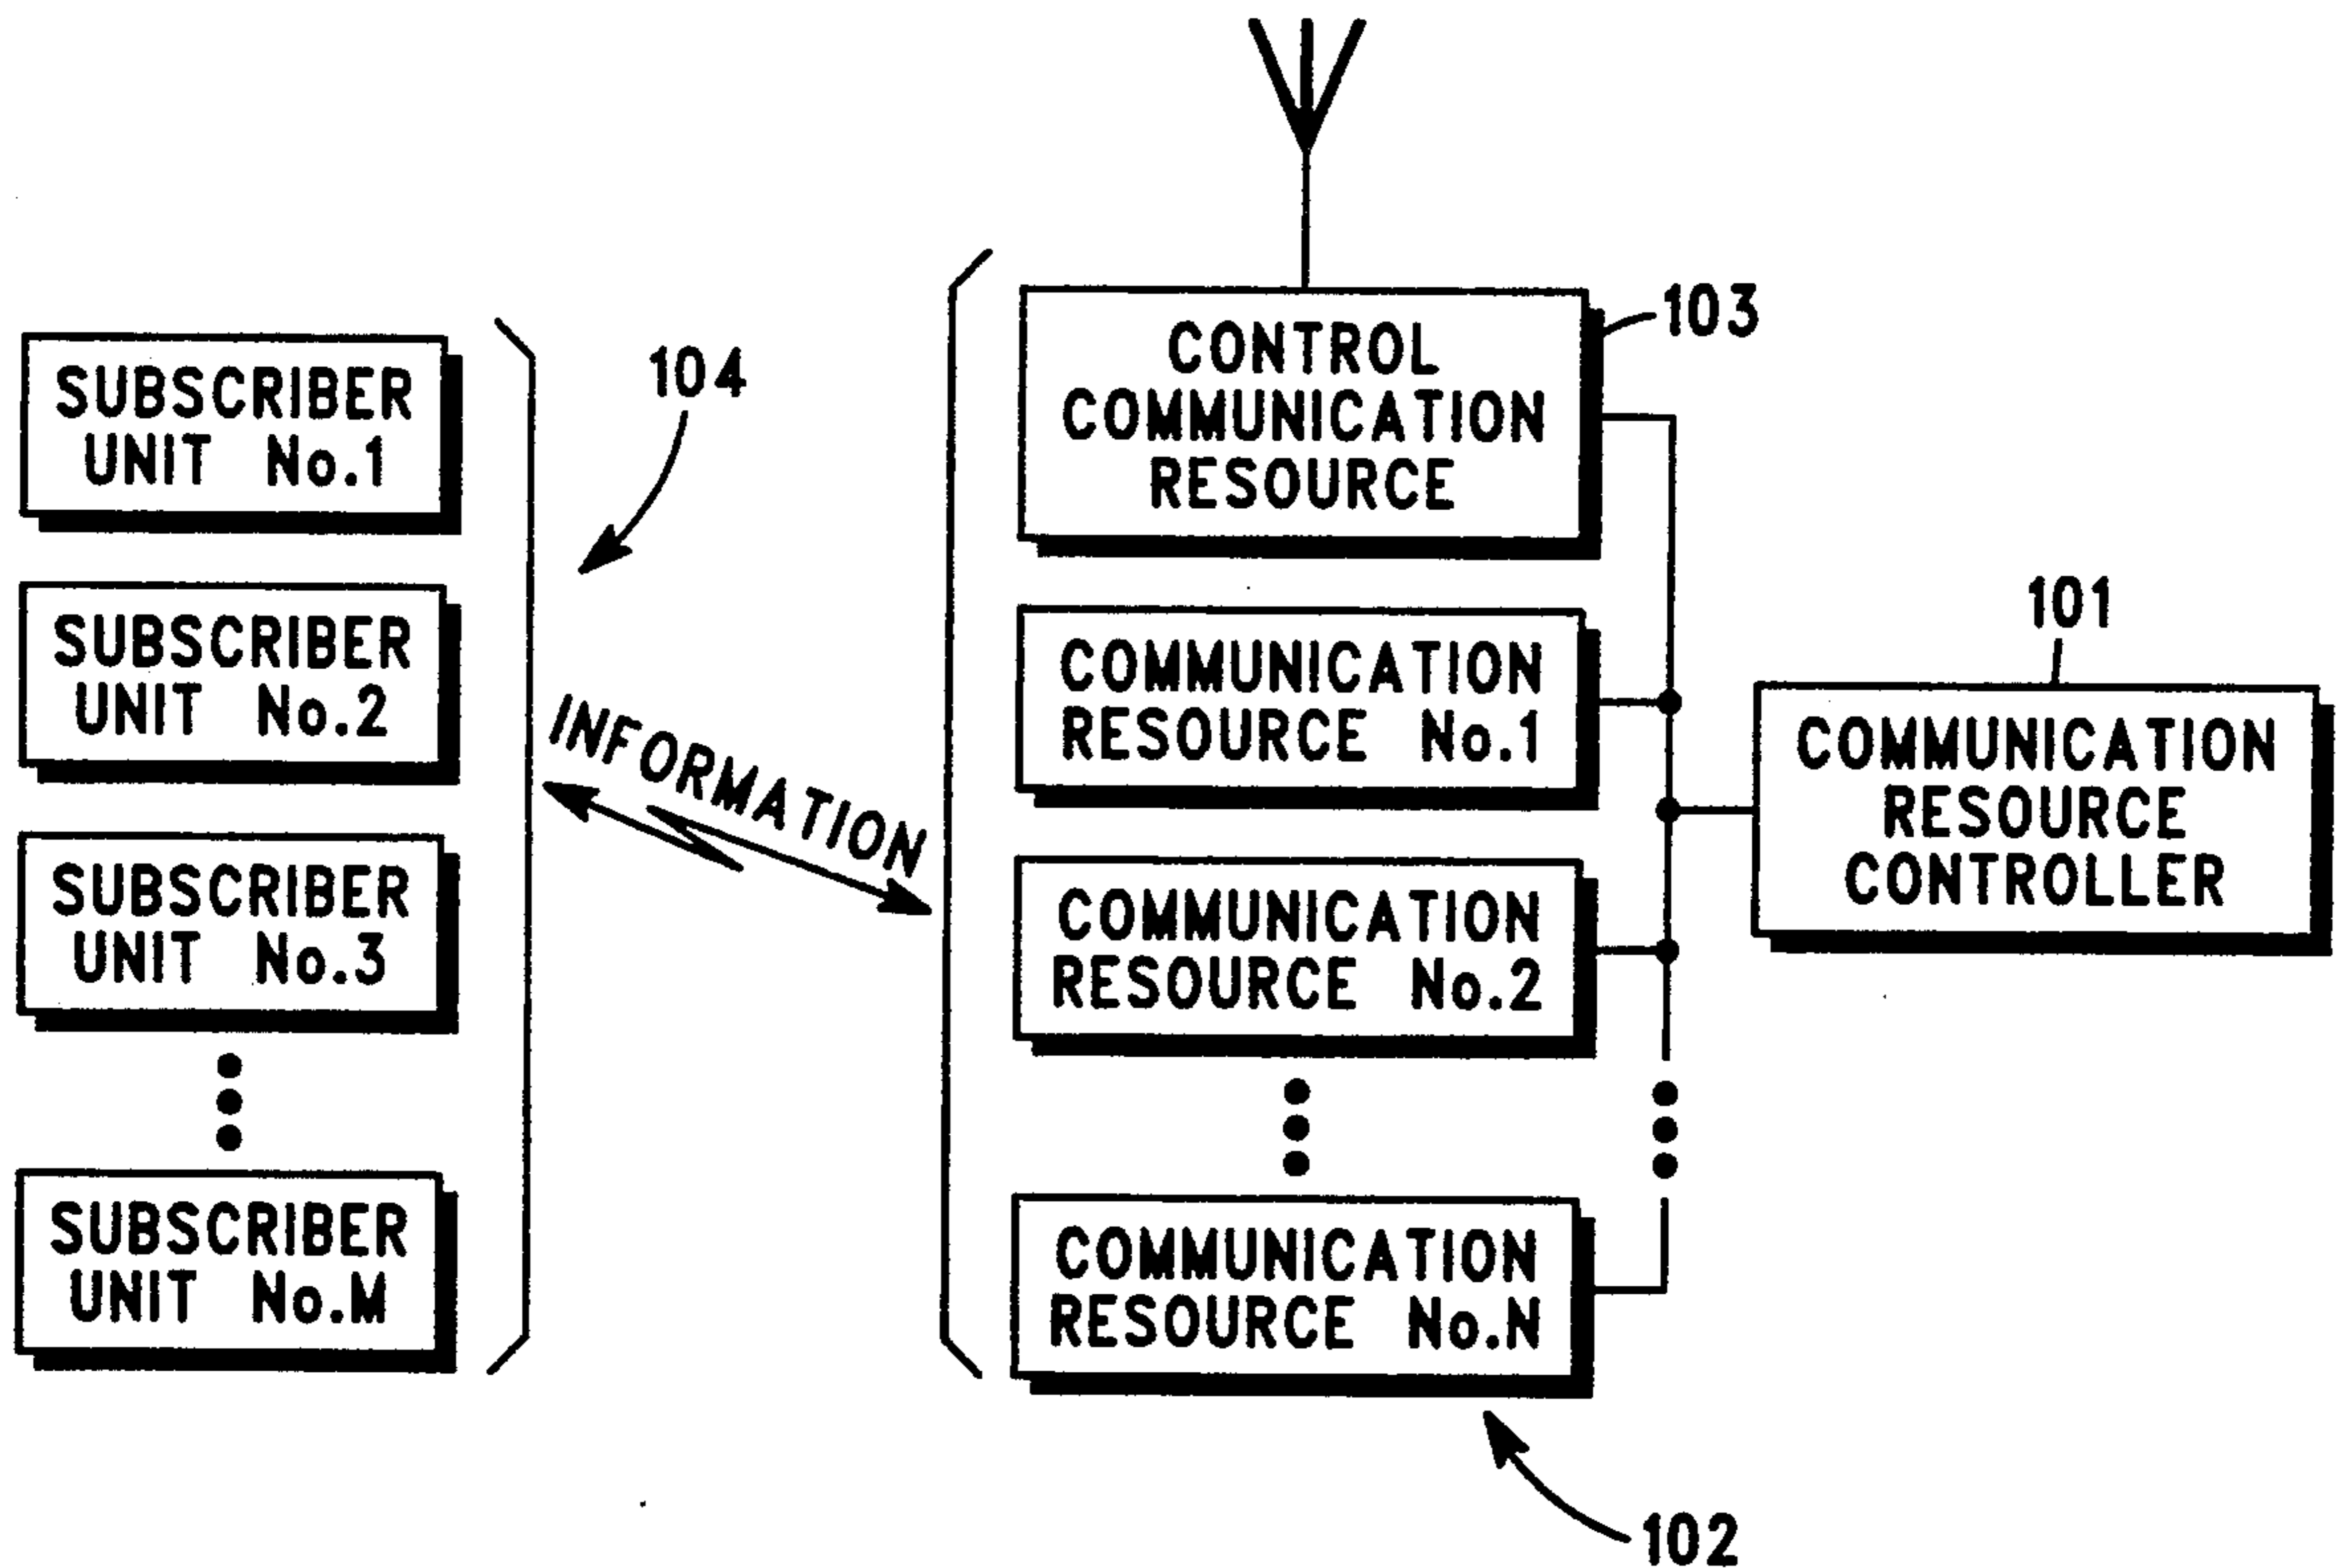 SUBSCRIBER
UNIT No.1
SUBSCRIBER
UNIT No.2
SUBSCRIBER
UNIT No.3
SUBSCRIBER
UNIT No.M
104
INFORMATION
CONTROL
COMMUNICATION
RESOURCE
103
COMMUNICATION
RESOURCE No.1
COMMUNICATION
RESOURCE No.2
COMMUNICATION
RESOURCE No.N
102
101
COMMUNICATION
RESOURCE
CONTROLLER